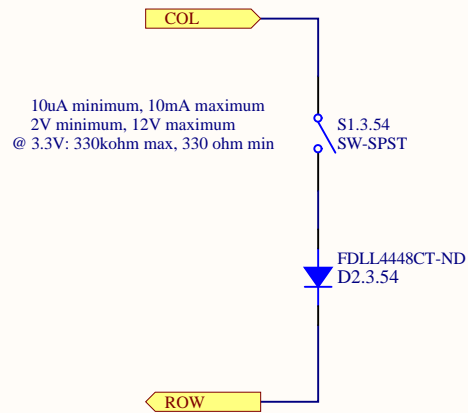 COL
10uA minimum, 10mA maximum
2V minimum, 12V maximum
@ 3.3V: 330kohm max, 330 ohm min
S1.3.54
SW-SPST
FDLL4448CT-ND
D2.3.54
ROW